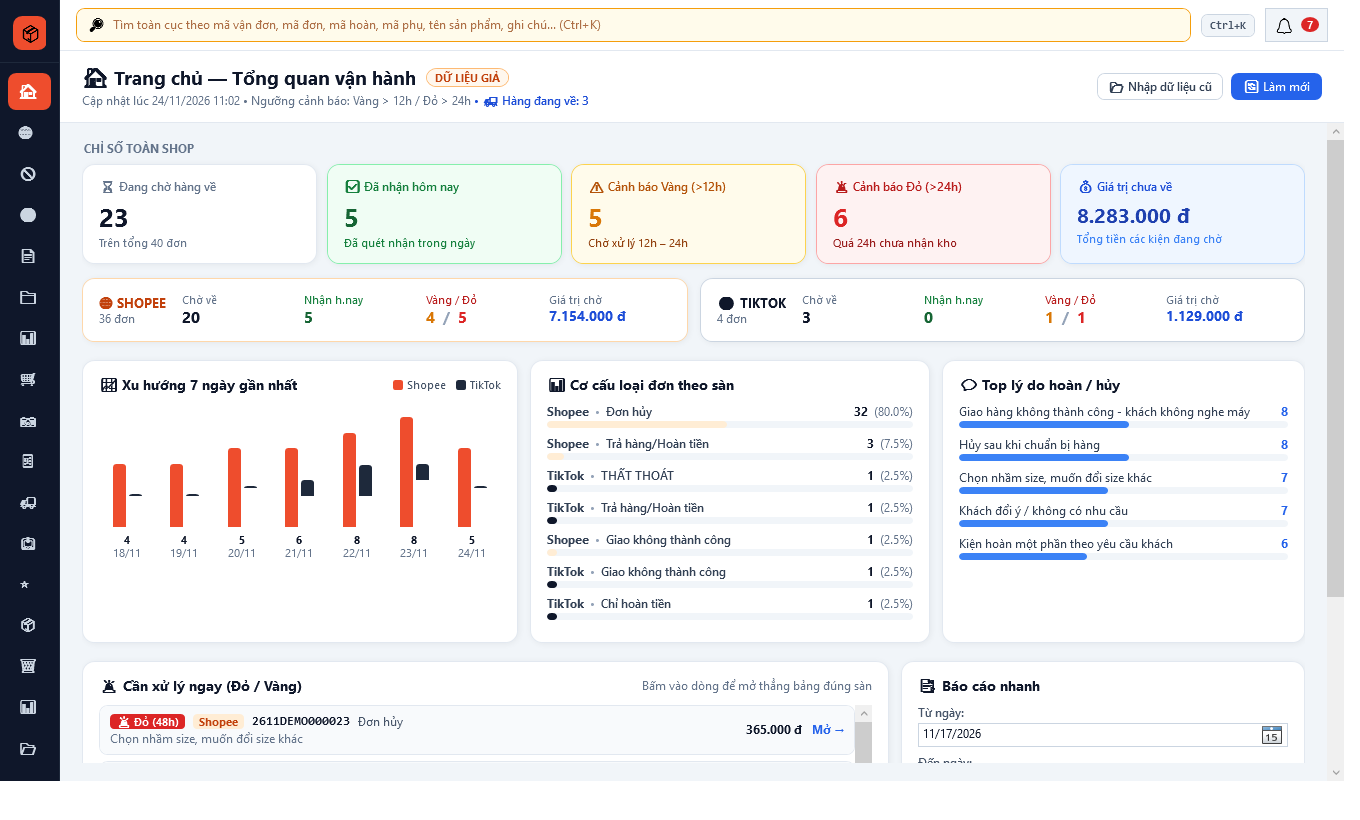 Tìm toàn cục theo mã vận đơn, mã đơn, mã hoàn, mã phụ, tên sản phẩm, ghi chú... (Ctrl+K)
Ctrl+K
7
Trang chủ — Tổng quan vận hành
DỮ LIỆU GIẢ
Cập nhật lúc 24/11/2026 11:02 • Ngưỡng cảnh báo: Vàng > 12h / Đỏ > 24h • Hàng đang về: 3
Nhập dữ liệu cũ
Làm mới
CHỈ SỐ TOÀN SHOP
Đang chờ hàng về
23
Trên tổng 40 đơn
Đã nhận hôm nay
5
Đã quét nhận trong ngày
Cảnh báo Vàng (>12h)
5
Chờ xử lý 12h – 24h
Cảnh báo Đỏ (>24h)
6
Quá 24h chưa nhận kho
Giá trị chưa về
8.283.000 đ
Tổng tiền các kiện đang chờ
SHOPEE
36 đơn
Chờ về
20
Nhận h.nay
5
Vàng / Đỏ
4 / 5
Giá trị chờ
7.154.000 đ
TIKTOK
4 đơn
Chờ về
3
Nhận h.nay
0
Vàng / Đỏ
1 / 1
Giá trị chờ
1.129.000 đ
Xu hướng 7 ngày gần nhất
Shopee
TikTok
4 4 5 6 8 8 5
18/11 19/11 20/11 21/11 22/11 23/11 24/11
Cơ cấu loại đơn theo sàn
Shopee • Đơn hủy 32 (80.0%)
Shopee • Trả hàng/Hoàn tiền 3 (7.5%)
TikTok • THẤT THOÁT 1 (2.5%)
TikTok • Trả hàng/Hoàn tiền 1 (2.5%)
Shopee • Giao không thành công 1 (2.5%)
TikTok • Giao không thành công 1 (2.5%)
TikTok • Chỉ hoàn tiền 1 (2.5%)
Top lý do hoàn / hủy
Giao hàng không thành công - khách không nghe máy 8
Hủy sau khi chuẩn bị hàng 8
Chọn nhầm size, muốn đổi size khác 7
Khách đổi ý / không có nhu cầu 7
Kiện hoàn một phần theo yêu cầu khách 6
Cần xử lý ngay (Đỏ / Vàng)
Bấm vào dòng để mở thẳng bảng đúng sàn
Đỏ (48h) Shopee 2611DEMO000023 Đơn hủy
Chọn nhầm size, muốn đổi size khác
365.000 đ Mở →
Báo cáo nhanh
Từ ngày:
11/17/2026
15
Đến ngày: